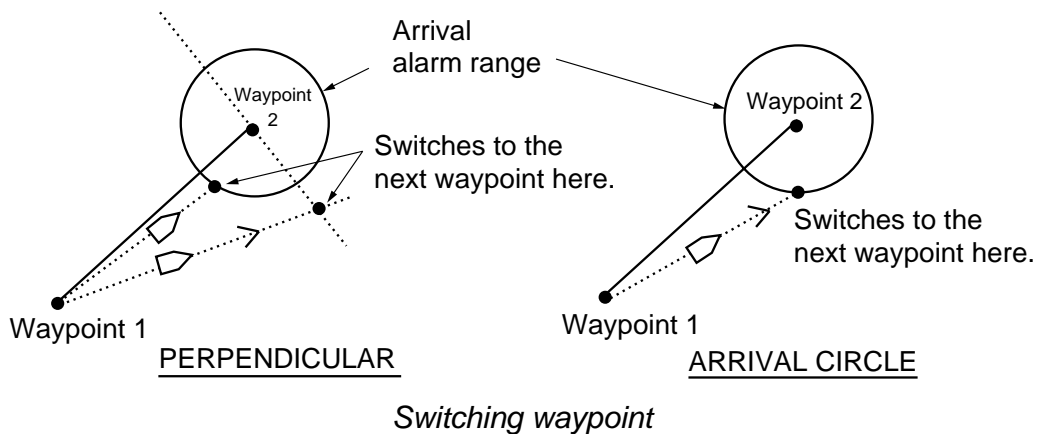 Arrival
alarm range
Waypoint
2
Switches to the
next waypoint here.
Waypoint 1
PERPENDICULAR
Waypoint 2
Switches to the
next waypoint here.
Waypoint 1
ARRIVAL CIRCLE
Switching waypoint